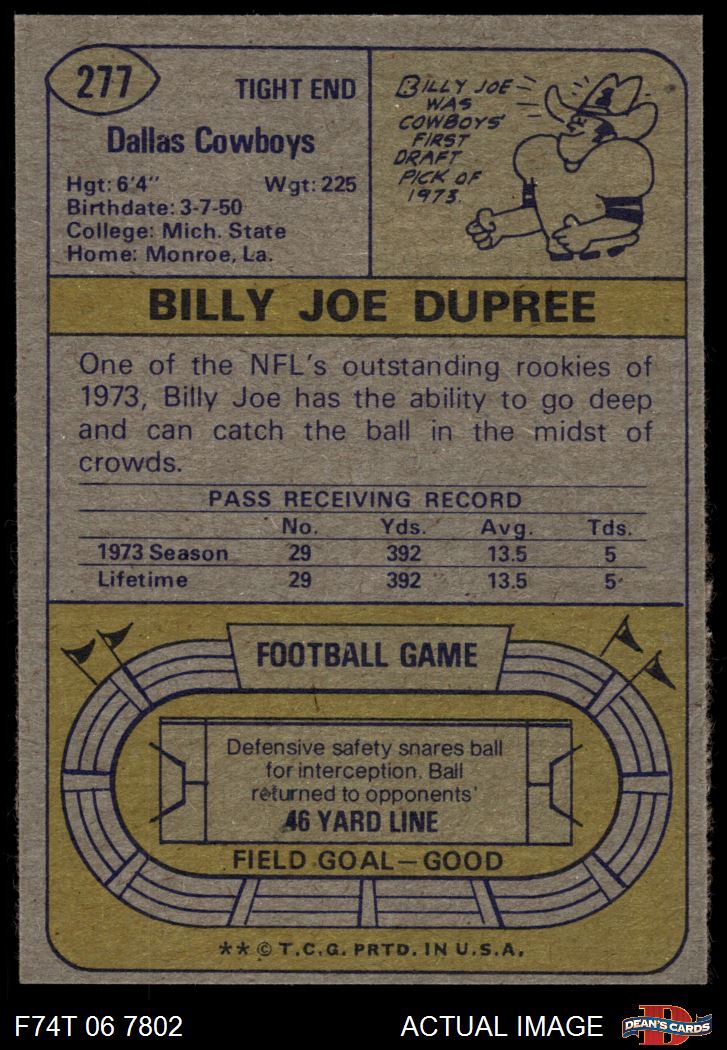 277
TIGHT END
Dallas Cowboys
Hgt: 6'4" Wgt: 225
Birthdate: 3-7-50
College: Mich. State
Home: Monroe, La.
BILLY JOE
WAS
COWBOYS'
FIRST
DRAFT
PICK OF
1973.
BILLY JOE DUPREE
One of the NFL's outstanding rookies of
1973, Billy Joe has the ability to go deep
and can catch the ball in the midst of
crowds.
PASS RECEIVING RECORD
No. Yds. Avg. Tds.
1973 Season 29 392 13.5 5
Lifetime 29 392 13.5 5
FOOTBALL GAME
Defensive safety snares ball
for interception. Ball
returned to opponents'
46 YARD LINE
FIELD GOAL—GOOD
** © T.C.G. PRTD. IN U.S.A.
F74T 06 7802 ACTUAL IMAGE
D
DEAN'S CARDS